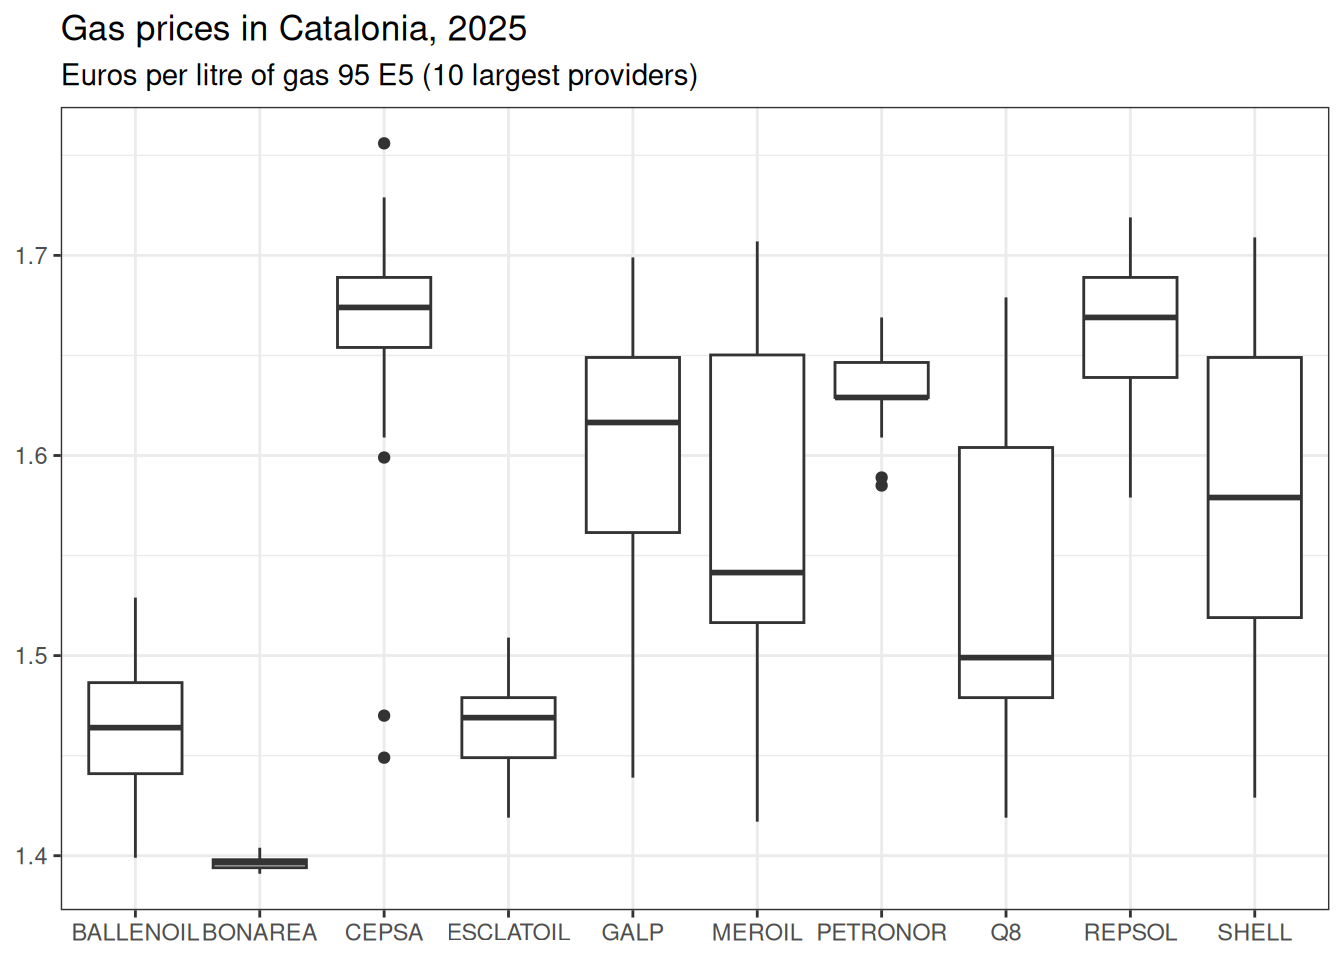 Gas prices in Catalonia, 2025
Euros per litre of gas 95 E5 (10 largest providers)
1.7
1.6
1.5
1.4
BALLENOIL BONAREA CEPSA ESCLATOIL GALP MEROIL PETRONOR Q8 REPSOL SHELL